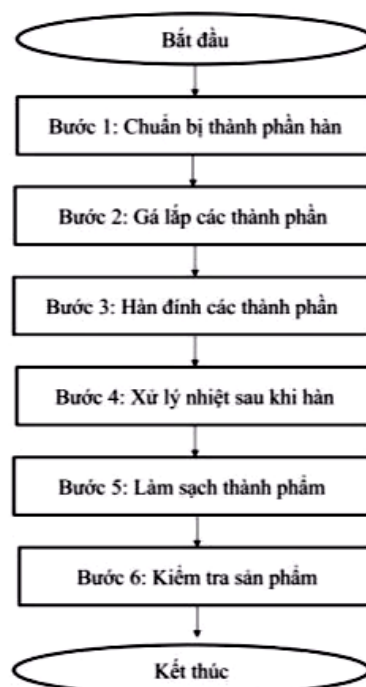 Bắt đầu
Bước 1: Chuẩn bị thành phần hàn
Bước 2: Gá lắp các thành phần
Bước 3: Hàn đính các thành phần
Bước 4: Xử lý nhiệt sau khi hàn
Bước 5: Làm sạch thành phẩm
Bước 6: Kiểm tra sản phẩm
Kết thúc